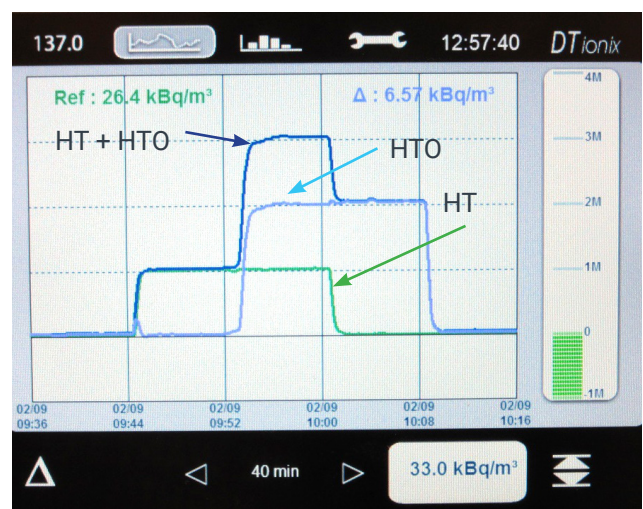 137.0
12:57:40
DTionix
Ref : 26.4 kBq/m³
Δ : 6.57 kBq/m³
HT + HTO
HTO
HT
4M
3M
2M
1M
0
-1M
02/09 02/09 02/09 02/09 02/09 02/09
09:36 09:44 09:52 10:00 10:08 10:16
Δ
40 min
33.0 kBq/m³